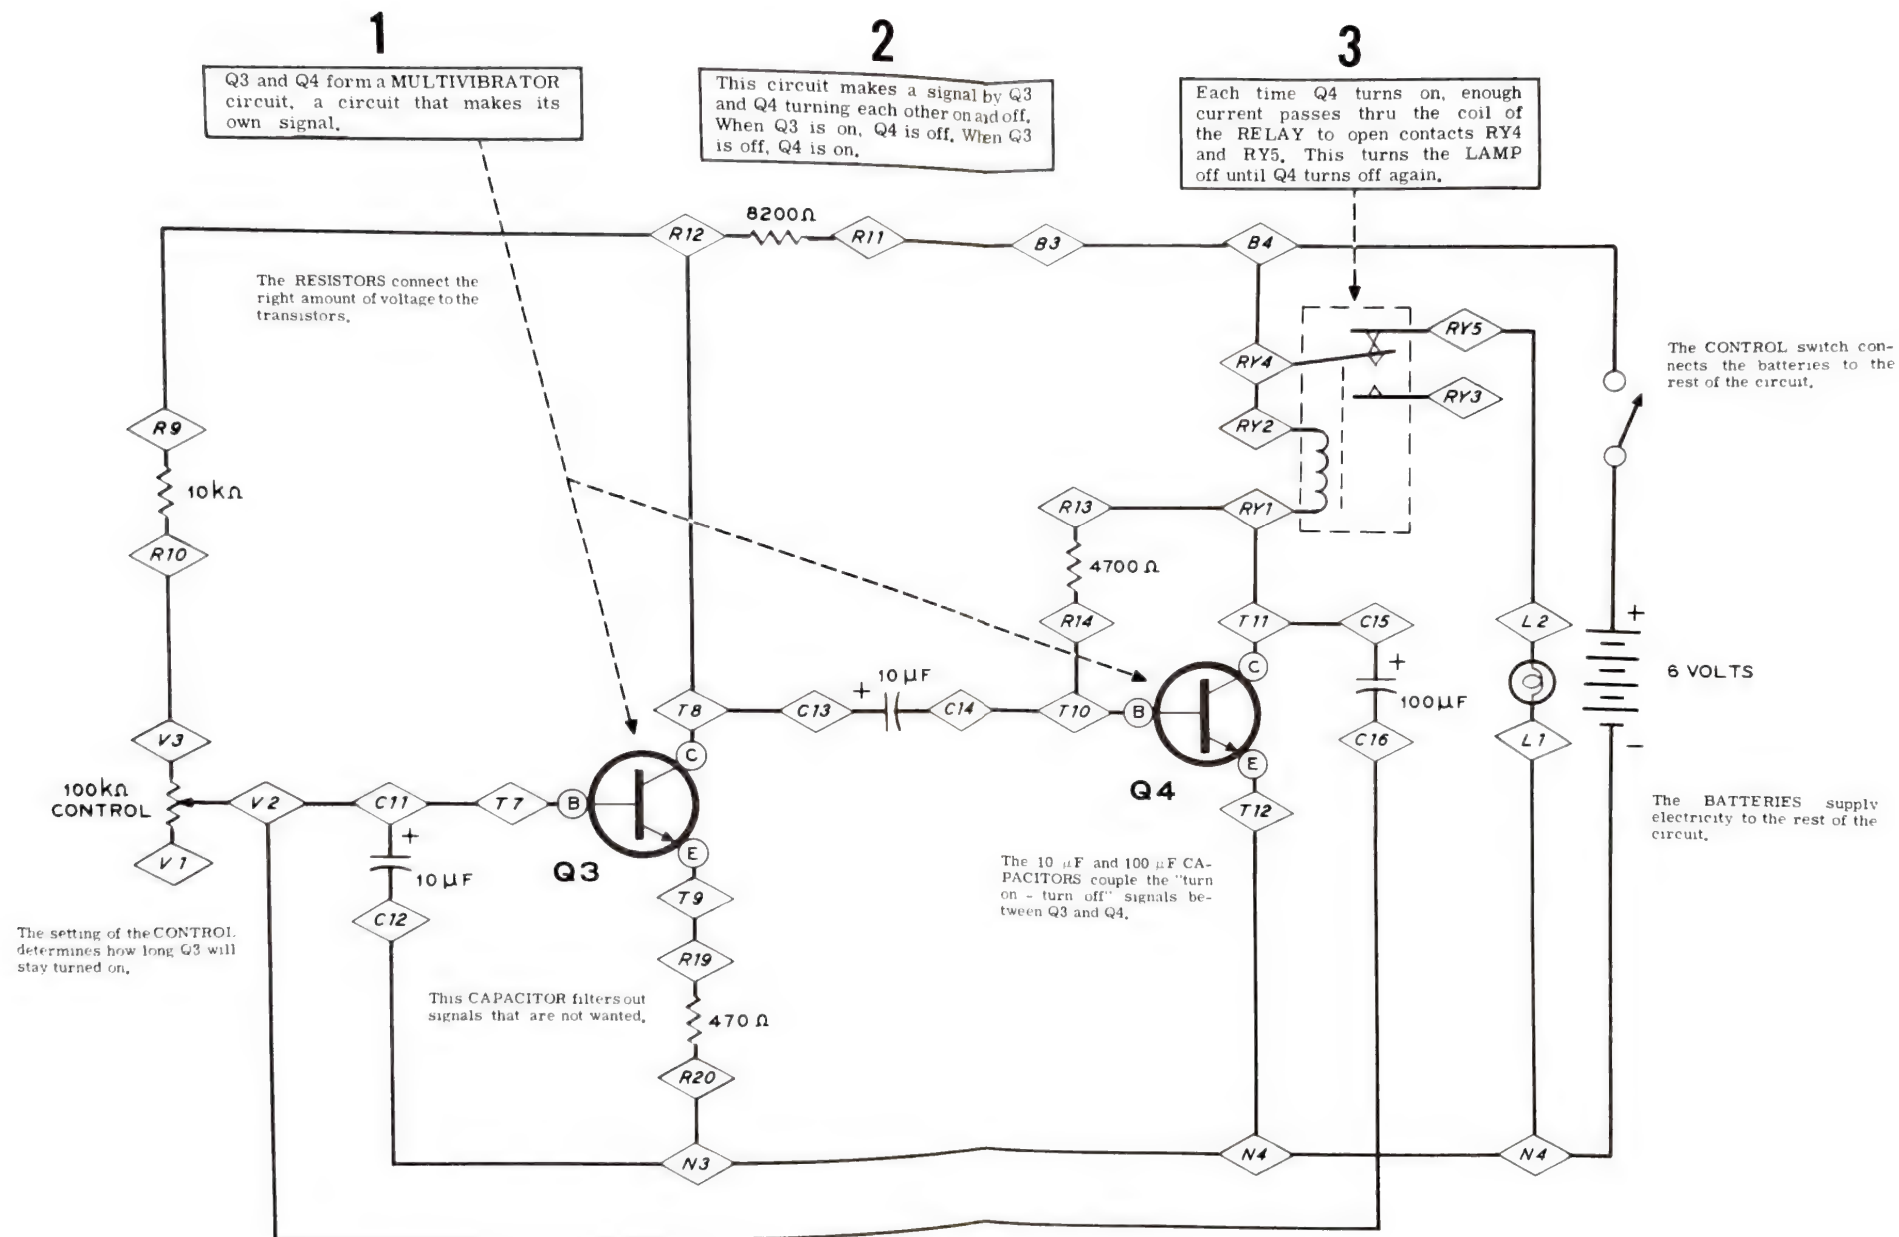 1
Q3 and Q4 form a MULTIVIBRATOR
circuit, a circuit that makes its
own signal.
2
This circuit makes a signal by Q3
and Q4 turning each other on and off.
When Q3 is on, Q4 is off. When Q3
is off, Q4 is on.
3
Each time Q4 turns on, enough
current passes thru the coil of
the RELAY to open contacts RY4
and RY5. This turns the LAMP
off until Q4 turns off again.
R12
8200Ω
R11
B3
B4
The RESISTORS connect the
right amount of voltage to the
transistors.
RY5
RY4
RY3
RY2
The CONTROL switch con-
nects the batteries to the
rest of the circuit.
R9
10kΩ
R10
R13
RY1
4700Ω
R14
T11
C15
L2
+
6 VOLTS
-
C
+
100µF
C16
L1
V3
100kΩ
CONTROL
V2
V1
C11
T7
B
T8
C
C13
+
10µF
C14
T10
B
E
Q4
T12
+
10µF
C12
Q3
E
T9
R19
470Ω
R20
The BATTERIES supply
electricity to the rest of the
circuit.
The 10 µF and 100 µF CA-
PACITORS couple the "turn
on - turn off" signals be-
tween Q3 and Q4.
The setting of the CONTROL
determines how long Q3 will
stay turned on.
This CAPACITOR filters out
signals that are not wanted.
N3
N4
N4